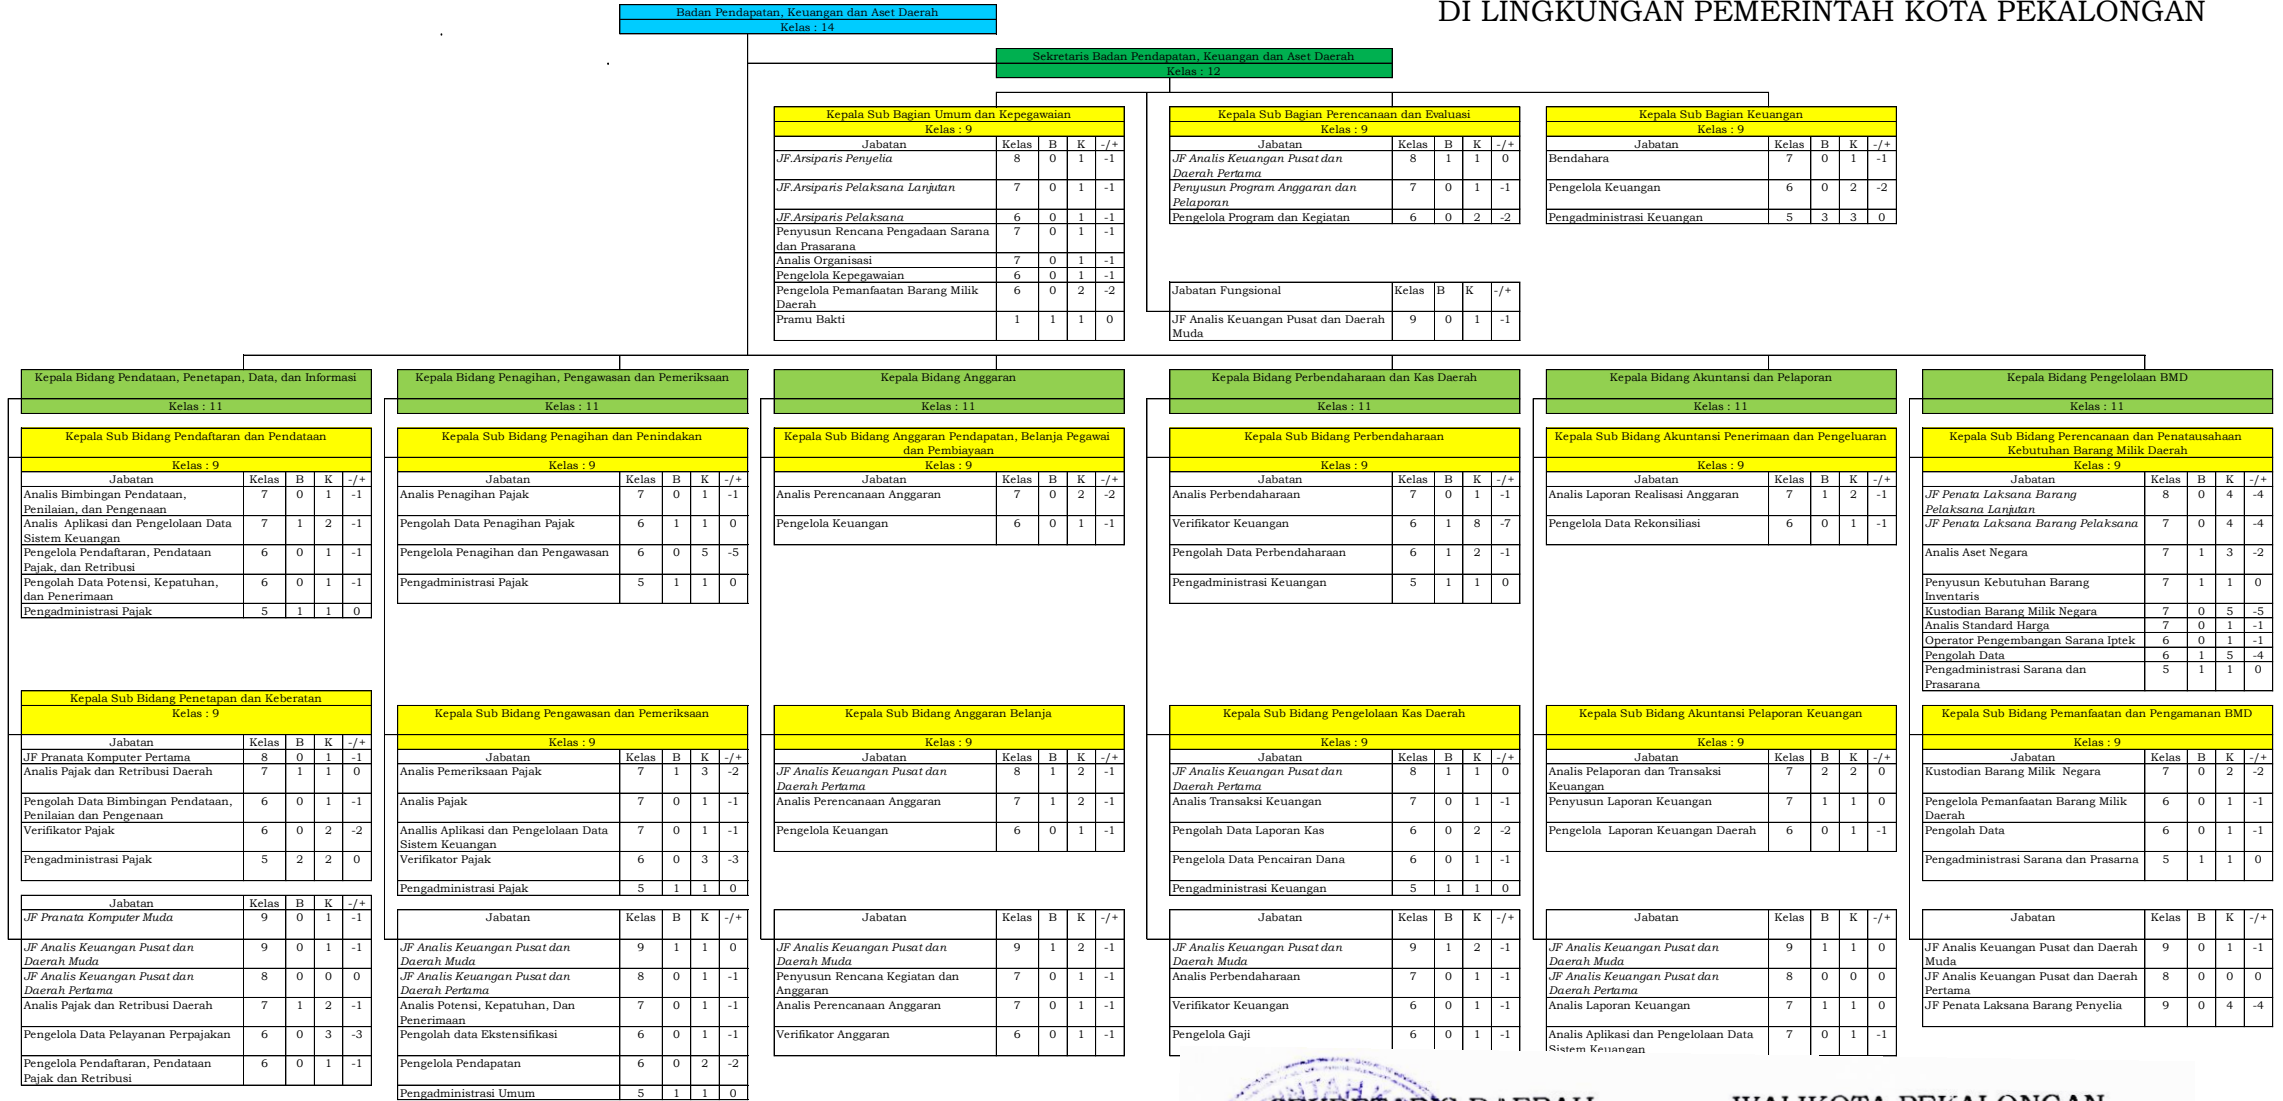 DI LINGKUNGAN PEMERINTAH KOTA PEKALONGAN
Badan Pendapatan, Keuangan dan Aset Daerah
Kelas : 14
Sekretaris Badan Pendapatan, Keuangan dan Aset Daerah
Kelas : 12
Kepala Sub Bagian Umum dan Kepegawaian
Kelas : 9
Jabatan Kelas B K -/+
JF.Arsiparis Penyelia 8 0 1 -1
JF.Arsiparis Pelaksana Lanjutan 7 0 1 -1
JF.Arsiparis Pelaksana 6 0 1 -1
Penyusun Rencana Pengadaan Sarana 7 0 1 -1
dan Prasarana
Analis Organisasi 7 0 1 -1
Pengelola Kepegawaian 6 0 1 -1
Pengelola Pemanfaatan Barang Milik 6 0 2 -2
Daerah
Pramu Bakti 1 1 1 0
Kepala Sub Bagian Perencanaan dan Evaluasi
Kelas : 9
Jabatan Kelas B K -/+
JF Analis Keuangan Pusat dan 8 1 1 0
Daerah Pertama
Penyusun Program Anggaran dan 7 0 1 -1
Pelaporan
Pengelola Program dan Kegiatan 6 0 2 -2
Jabatan Fungsional Kelas B K -/+
JF Analis Keuangan Pusat dan Daerah 9 0 1 -1
Muda
Kepala Sub Bagian Keuangan
Kelas : 9
Jabatan Kelas B K -/+
Bendahara 7 0 1 -1
Pengelola Keuangan 6 0 2 -2
Pengadministrasi Keuangan 5 3 3 0
Kepala Bidang Pendataan, Penetapan, Data, dan Informasi
Kelas : 11
Kepala Sub Bidang Pendaftaran dan Pendataan
Kelas : 9
Jabatan Kelas B K -/+
Analis Bimbingan Pendataan, 7 0 1 -1
Penilaian, dan Pengenaan
Analis Aplikasi dan Pengelolaan Data 7 1 2 -1
Sistem Keuangan
Pengelola Pendaftaran, Pendataan 6 0 1 -1
Pajak, dan Retribusi
Pengolah Data Potensi, Kepatuhan, 6 0 1 -1
dan Penerimaan
Pengadministrasi Pajak 5 1 1 0
Kepala Sub Bidang Penetapan dan Keberatan
Kelas : 9
Jabatan Kelas B K -/+
JF Pranata Komputer Pertama 8 0 1 -1
Analis Pajak dan Retribusi Daerah 7 1 1 0
Pengolah Data Bimbingan Pendataan, 6 0 1 -1
Penilaian dan Pengenaan
Verifikator Pajak 6 0 2 -2
Pengadministrasi Pajak 5 2 2 0
Jabatan Kelas B K -/+
JF Pranata Komputer Muda 9 0 1 -1
JF Analis Keuangan Pusat dan 9 0 1 -1
Daerah Muda
JF Analis Keuangan Pusat dan 8 0 0 0
Daerah Pertama
Analis Pajak dan Retribusi Daerah 7 1 2 -1
Pengelola Data Pelayanan Perpajakan 6 0 3 -3
Pengelola Pendaftaran, Pendataan 6 0 1 -1
Pajak dan Retribusi
Kepala Bidang Penagihan, Pengawasan dan Pemeriksaan
Kelas : 11
Kepala Sub Bidang Penagihan dan Penindakan
Kelas : 9
Jabatan Kelas B K -/+
Analis Penagihan Pajak 7 0 1 -1
Pengolah Data Penagihan Pajak 6 1 1 0
Pengelola Penagihan dan Pengawasan 6 0 5 -5
Pengadministrasi Pajak 5 1 1 0
Kepala Sub Bidang Pengawasan dan Pemeriksaan
Kelas : 9
Jabatan Kelas B K -/+
Analis Pemeriksaan Pajak 7 1 3 -2
Analis Pajak 7 0 1 -1
Anallis Aplikasi dan Pengelolaan Data 7 0 1 -1
Sistem Keuangan
Verifikator Pajak 6 0 3 -3
Pengadministrasi Pajak 5 1 1 0
Jabatan Kelas B K -/+
JF Analis Keuangan Pusat dan 9 1 1 0
Daerah Muda
JF Analis Keuangan Pusat dan 8 0 1 -1
Daerah Pertama
Analis Potensi, Kepatuhan, Dan 7 0 1 -1
Penerimaan
Pengolah data Ekstensifikasi 6 0 1 -1
Pengelola Pendapatan 6 0 2 -2
Pengadministrasi Umum 5 1 1 0
Kepala Bidang Anggaran
Kelas : 11
Kepala Sub Bidang Anggaran Pendapatan, Belanja Pegawai
dan Pembiayaan
Kelas : 9
Jabatan Kelas B K -/+
Analis Perencanaan Anggaran 7 0 2 -2
Pengelola Keuangan 6 0 1 -1
Kepala Sub Bidang Anggaran Belanja
Kelas : 9
Jabatan Kelas B K -/+
JF Analis Keuangan Pusat dan 8 1 2 -1
Daerah Pertama
Analis Perencanaan Anggaran 7 1 2 -1
Pengelola Keuangan 6 0 1 -1
Jabatan Kelas B K -/+
JF Analis Keuangan Pusat dan 9 1 2 -1
Daerah Muda
Penyusun Rencana Kegiatan dan 7 0 1 -1
Anggaran
Analis Perencanaan Anggaran 7 0 1 -1
Verifikator Anggaran 6 0 1 -1
Kepala Bidang Perbendaharaan dan Kas Daerah
Kelas : 11
Kepala Sub Bidang Perbendaharaan
Kelas : 9
Jabatan Kelas B K -/+
Analis Perbendaharaan 7 0 1 -1
Verifikator Keuangan 6 1 8 -7
Pengolah Data Perbendaharaan 6 1 2 -1
Pengadministrasi Keuangan 5 1 1 0
Kepala Sub Bidang Pengelolaan Kas Daerah
Kelas : 9
Jabatan Kelas B K -/+
JF Analis Keuangan Pusat dan 8 1 1 0
Daerah Pertama
Analis Transaksi Keuangan 7 0 1 -1
Pengolah Data Laporan Kas 6 0 2 -2
Pengelola Data Pencairan Dana 6 0 1 -1
Pengadministrasi Keuangan 5 1 1 0
Jabatan Kelas B K -/+
JF Analis Keuangan Pusat dan 9 1 2 -1
Daerah Muda
Analis Perbendaharaan 7 0 1 -1
Verifikator Keuangan 6 0 1 -1
Pengelola Gaji 6 0 1 -1
Kepala Bidang Akuntansi dan Pelaporan
Kelas : 11
Kepala Sub Bidang Akuntansi Penerimaan dan Pengeluaran
Kelas : 9
Jabatan Kelas B K -/+
Analis Laporan Realisasi Anggaran 7 1 2 -1
Pengelola Data Rekonsiliasi 6 0 1 -1
Kepala Sub Bidang Akuntansi Pelaporan Keuangan
Kelas : 9
Jabatan Kelas B K -/+
Analis Pelaporan dan Transaksi 7 2 2 0
Keuangan
Penyusun Laporan Keuangan 7 1 1 0
Pengelola Laporan Keuangan Daerah 6 0 1 -1
Jabatan Kelas B K -/+
JF Analis Keuangan Pusat dan 9 1 1 0
Daerah Muda
JF Analis Keuangan Pusat dan 8 0 0 0
Daerah Pertama
Analis Laporan Keuangan 7 1 1 0
Analis Aplikasi dan Pengelolaan Data 7 0 1 -1
Sistem Keuangan
Kepala Bidang Pengelolaan BMD
Kelas : 11
Kepala Sub Bidang Perencanaan dan Penatausahaan
Kebutuhan Barang Milik Daerah
Kelas : 9
Jabatan Kelas B K -/+
JF Penata Laksana Barang 8 0 4 -4
Pelaksana Lanjutan
JF Penata Laksana Barang Pelaksana 7 0 4 -4
Analis Aset Negara 7 1 3 -2
Penyusun Kebutuhan Barang 7 1 1 0
Inventaris
Kustodian Barang Milik Negara 7 0 5 -5
Analis Standard Harga 7 0 1 -1
Operator Pengembangan Sarana Iptek 6 0 1 -1
Pengolah Data 6 1 5 -4
Pengadministrasi Sarana dan 5 1 1 0
Prasarana
Kepala Sub Bidang Pemanfaatan dan Pengamanan BMD
Kelas : 9
Jabatan Kelas B K -/+
Kustodian Barang Milik Negara 7 0 2 -2
Pengelola Pemanfaatan Barang Milik 6 0 1 -1
Daerah
Pengolah Data 6 0 1 -1
Pengadministrasi Sarana dan Prasarna 5 1 1 0
Jabatan Kelas B K -/+
JF Analis Keuangan Pusat dan Daerah 9 0 1 -1
Muda
JF Analis Keuangan Pusat dan Daerah 8 0 0 0
Pertama
JF Penata Laksana Barang Penyelia 9 0 4 -4
SEKRETARIS DAERAH
WALIKOTA PEKALONGAN